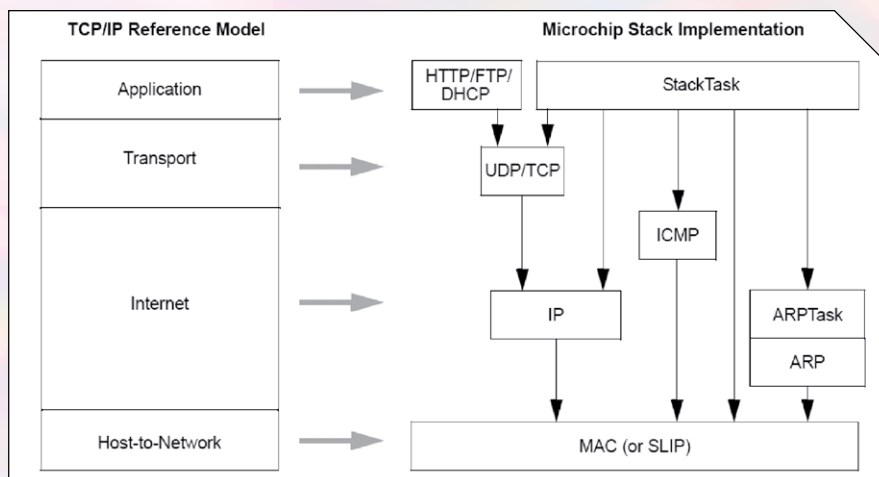 TCP/IP Reference Model
Microchip Stack Implementation
Application
HTTP/FTP/
DHCP
StackTask
Transport
UDP/TCP
ICMP
Internet
IP
ARPTask
ARP
Host-to-Network
MAC (or SLIP)